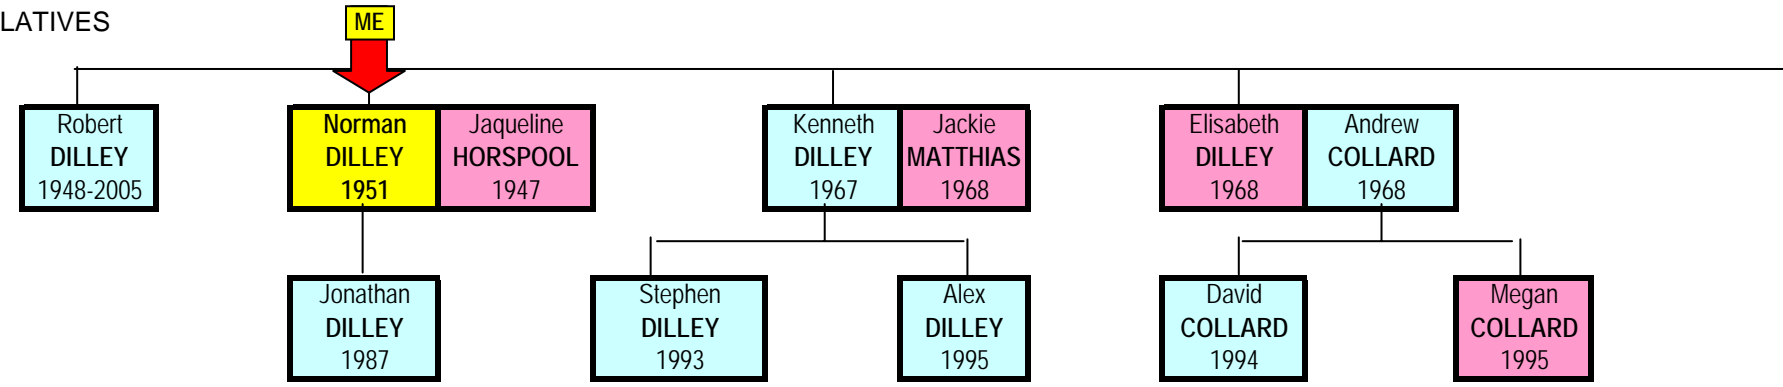 LATIVES
ME
Robert
DILLEY
1948-2005
Norman
DILLEY
1951
Jaqueline
HORSPOOL
1947
Kenneth
DILLEY
1967
Jackie
MATTHIAS
1968
Elisabeth
DILLEY
1968
Andrew
COLLARD
1968
Jonathan
DILLEY
1987
Stephen
DILLEY
1993
Alex
DILLEY
1995
David
COLLARD
1994
Megan
COLLARD
1995